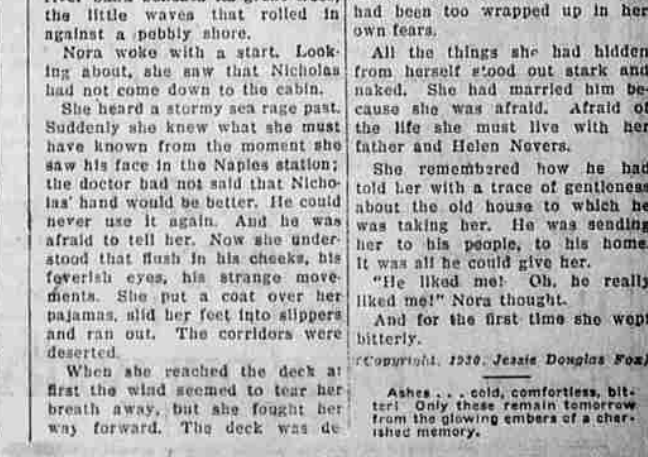 the little waves that rolled in
against a pebbly shore.
Nora woke with a start. Look-
ing about, she saw that Nicholas
had not come down to the cabin.
She heard a stormy sea rage past.
Suddenly she knew what she must
have known from the moment she
saw his face in the Naples station;
the doctor had not said that Nicho-
las' hand would be better. He could
never use it again. And he was
afraid to tell her. Now she under-
stood that flush in his cheeks, his
feverish eyes, his strange move-
ments. She put a coat over her
pajamas, slid her feet into slippers
and ran out. The corridors were
deserted.
When she reached the deck at
first the wind seemed to tear her
breath away, but she fought her
way forward. The deck was de
had been too wrapped up in her
own fears.
All the things she had hidden
from herself stood out stark and
naked. She had married him be-
cause she was afraid. Afraid of
the life she must live with her
father and Helen Nevers.
She remembered how he had
told her with a trace of gentleness
about the old house to which he
was taking her. He was sending
her to his people, to his home.
It was all he could give her.
"He liked me! Oh, he really
liked me!" Nora thought.
And for the first time she wept
bitterly.
(Copyright, 1930, Jessie Douglas Fox)
Ashes . . . cold, comfortless, bit-
ter! Only these remain tomorrow
from the glowing embers of a cher-
ished memory.